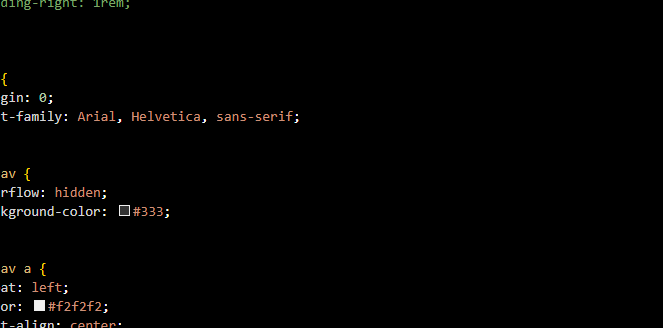 ding-right: 1rem;
{
gin: 0;
t-family: Arial, Helvetica, sans-serif;
av {
rflow: hidden;
kground-color: #333;
av a {
at: left;
or: #f2f2f2;
t-align: center;